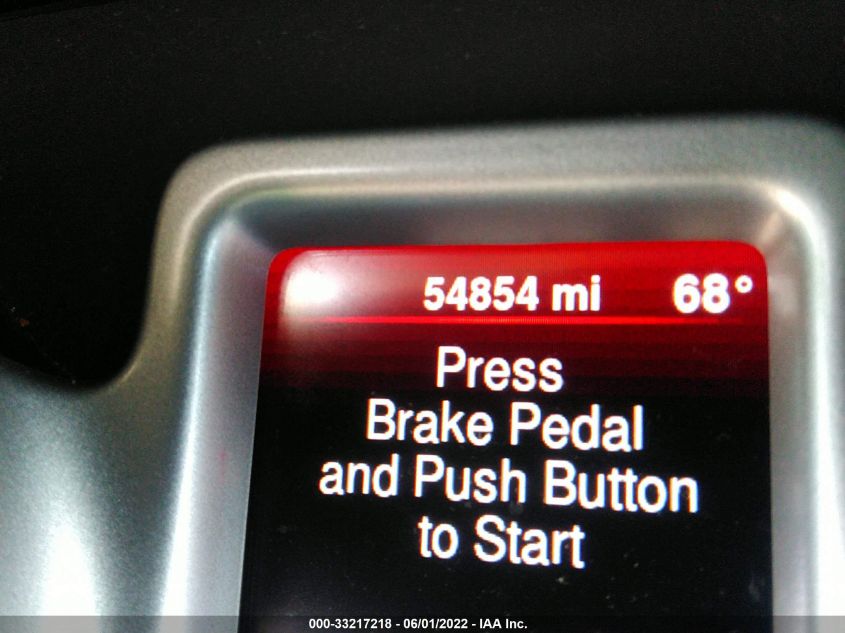 54854 mi 68°
Press
Brake Pedal
and Push Button
to Start
000-33217218 - 06/01/2022 - IAA Inc.